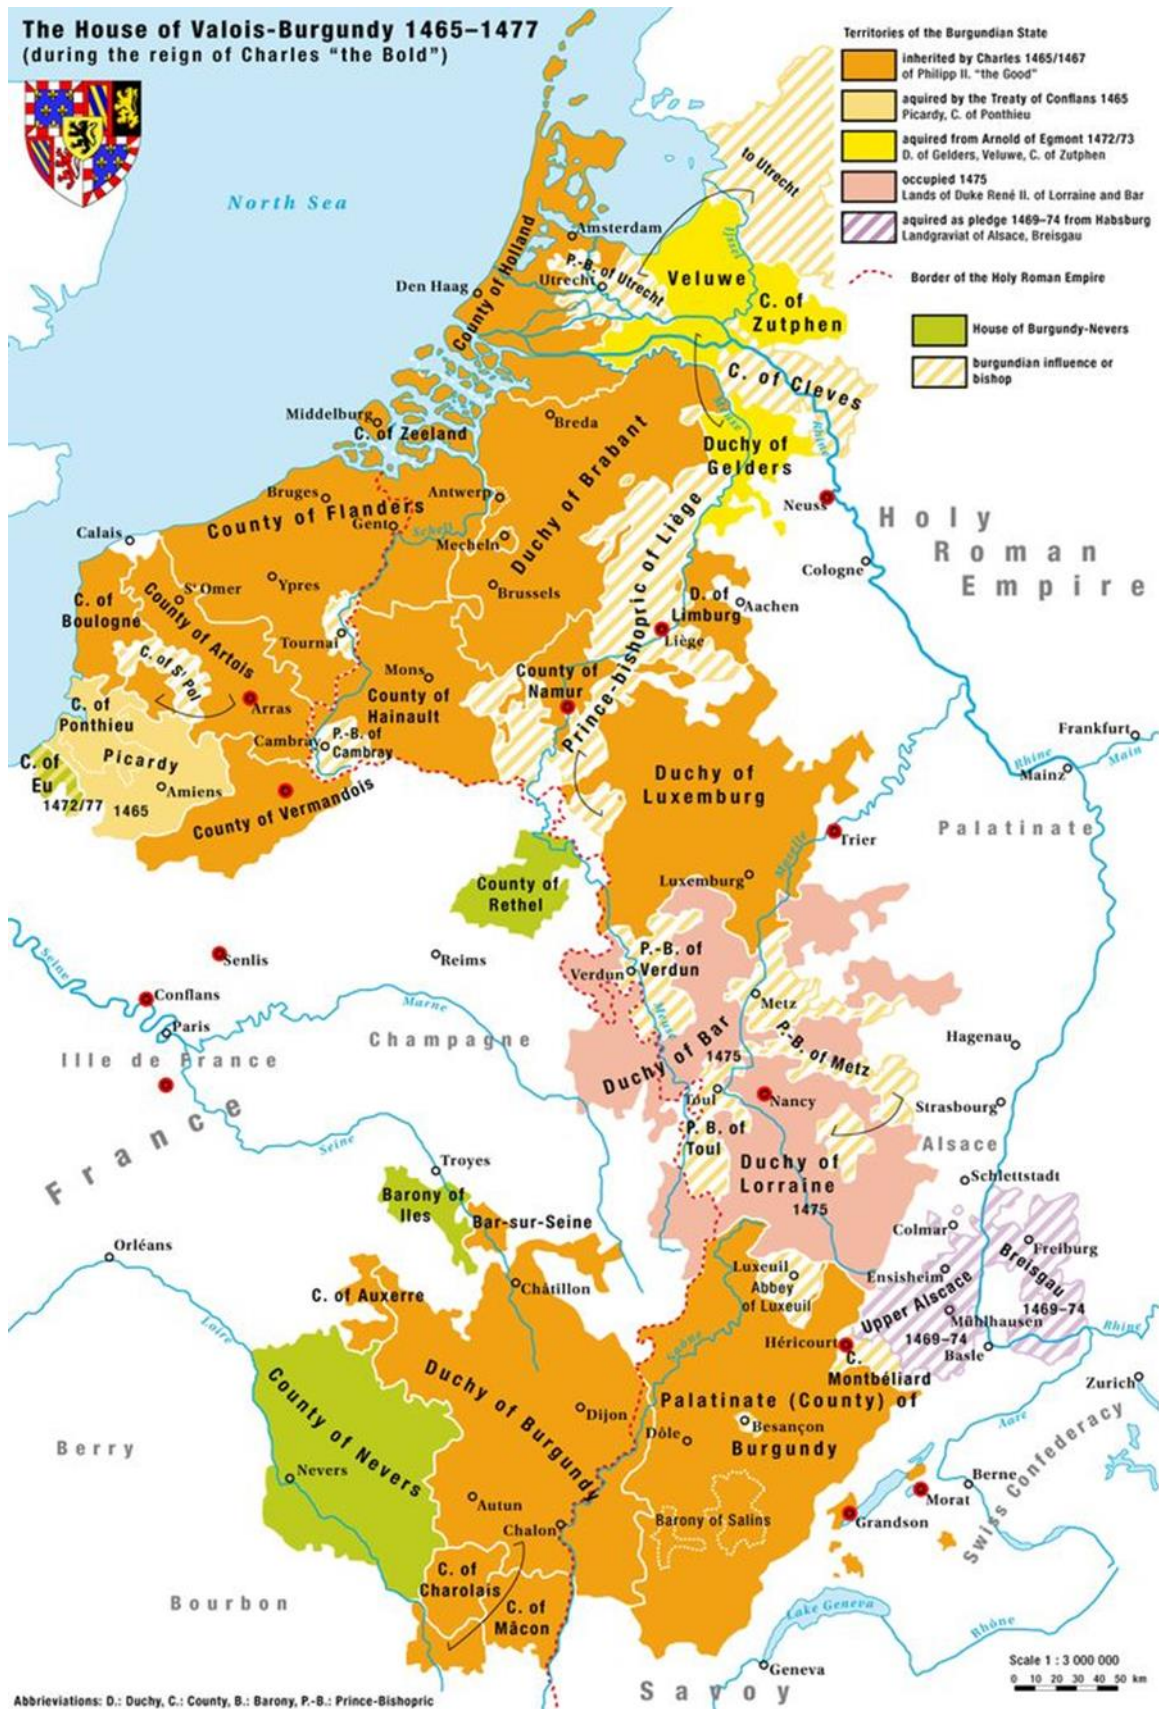 The House of Valois-Burgundy 1465–1477
(during the reign of Charles “the Bold”)
Territories of the Burgundian State
inherited by Charles 1465/1467
of Philipp II. “the Good”
aquired by the Treaty of Conflans 1465
Picardy, C. of Ponthieu
aquired from Arnold of Egmont 1472/73
D. of Gelders, Veluwe, C. of Zutphen
occupied 1475
Lands of Duke René II. of Lorraine and Bar
aquired as pledge 1469–74 from Habsburg
Landgraviat of Alsace, Breisgau
Border of the Holy Roman Empire
House of Burgundy-Nevers
burgundian influence or
bishop
North Sea
to Utrecht
Amsterdam
County of Holland
P.-B. of Utrecht
Utrecht
Den Haag
IJssel
Veluwe
C. of
Zutphen
C. of Cleves
Meuse
Rhine
Middelburg
C. of Zeeland
Breda
Duchy of Brabant
Duchy of
Gelders
Bruges
County of Flanders
Antwerp
Gent
Schell
Mecheln
Neuss
Holy
Roman
Empire
Calais
Cologne
S' Omer
Ypres
Brussels
C. of
Boulogne
County of Artois
Prince-bishopric of Liège
D. of
Limburg
Aachen
Tournai
Liège
C. of S' Pol
Mons
County of
Hainault
County of
Namur
Arras
C. of
Ponthieu
Cambray
P.-B. of
Cambray
Picardy
C. of
Eu
1472/77
1465
Amiens
County of Vermandois
Duchy of
Luxemburg
Frankfurt
Rhine
Main
Mainz
Palatinate
Trier
Moselle
Luxemburg
County of
Rethel
Seine
Senlis
Reims
P.-B. of
Verdun
Verdun
Conflans
Marne
Metz
Meuse
Paris
Ille de France
Champagne
Duchy of Bar
1475
P.-B. of Metz
Hagenau
Toul
Nancy
Strasbourg
France
Seine
P. B. of
Toul
Alsace
Troyes
Duchy of
Lorraine
1475
Schlettstadt
Barony of
Iles
Bar-sur-Seine
Colmar
Breisgau
Freiburg
Orléans
Luxeuil
Abbey
of Luxeuil
Ensisheim
Châtillon
C. of Auxerre
Upper Alscace
1469–74
Mühlhausen
1469–74
Rhine
Loire
Saône
Héricourt
C.
Montbéliard
Basle
Zurich
County of Nevers
Duchy of Burgundy
Palatinate (County) of
Burgundy
Dijon
Besançon
Dôle
Aare
Berry
Nevers
Autun
Chalon
Barony of Salins
Berne
Morat
Grandson
Swiss Confederacy
C. of
Charolais
C. of
Mâcon
Bourbon
Lake Geneva
Rhône
Geneva
Savoy
Scale 1 : 3 000 000
0 10 20 30 40 50 km
Abbrieviations: D.: Duchy, C.: County, B.: Barony, P.-B.: Prince-Bishopric